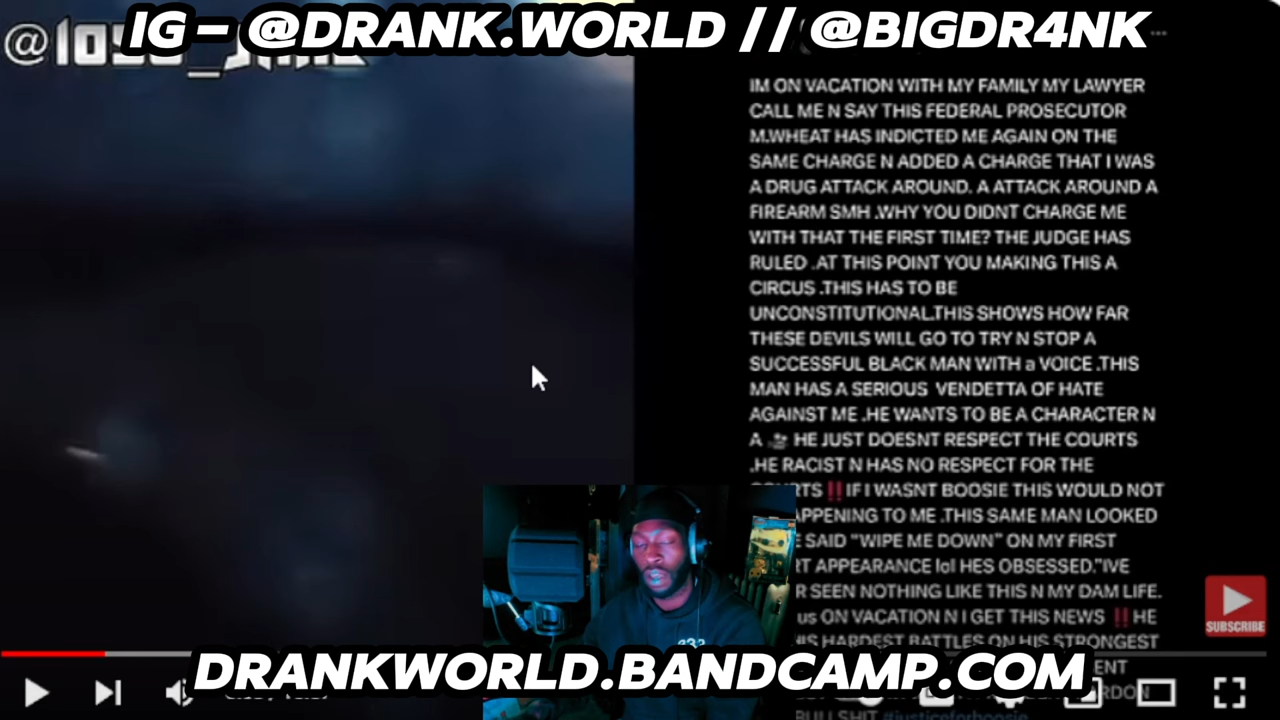 IG – @DRANK.WORLD // @BIGDR4NK
IM ON VACATION WITH MY FAMILY MY LAWYER
CALL ME N SAY THIS FEDERAL PROSECUTOR
M.WHEAT HAS INDICTED ME AGAIN ON THE
SAME CHARGE N ADDED A CHARGE THAT I WAS
A DRUG ATTACK AROUND. A ATTACK AROUND A
FIREARM SMH .WHY YOU DIDNT CHARGE ME
WITH THAT THE FIRST TIME? THE JUDGE HAS
RULED .AT THIS POINT YOU MAKING THIS A
CIRCUS .THIS HAS TO BE
UNCONSTITUTIONAL.THIS SHOWS HOW FAR
THESE DEVILS WILL GO TO TRY N STOP A
SUCCESSFUL BLACK MAN WITH a VOICE .THIS
MAN HAS A SERIOUS VENDETTA OF HATE
AGAINST ME .HE WANTS TO BE A CHARACTER N
A HE JUST DOESNT RESPECT THE COURTS
.HE RACIST N HAS NO RESPECT FOR THE
‼️IF I WASNT BOOSIE THIS WOULD NOT
TO ME .THIS SAME MAN LOOKED
SAID "WIPE ME DOWN" ON MY FIRST
APPEARANCE lol HES OBSESSED."IVE
SEEN NOTHING LIKE THIS N MY DAM LIFE.
us ON VACATION N I GET THIS NEWS ‼️HE
HARDEST BATTLES ON HIS STRONGEST
SUBSCRIBE
DRANKWORLD.BANDCAMP.COM
BULLSHIT #justiceforboosie